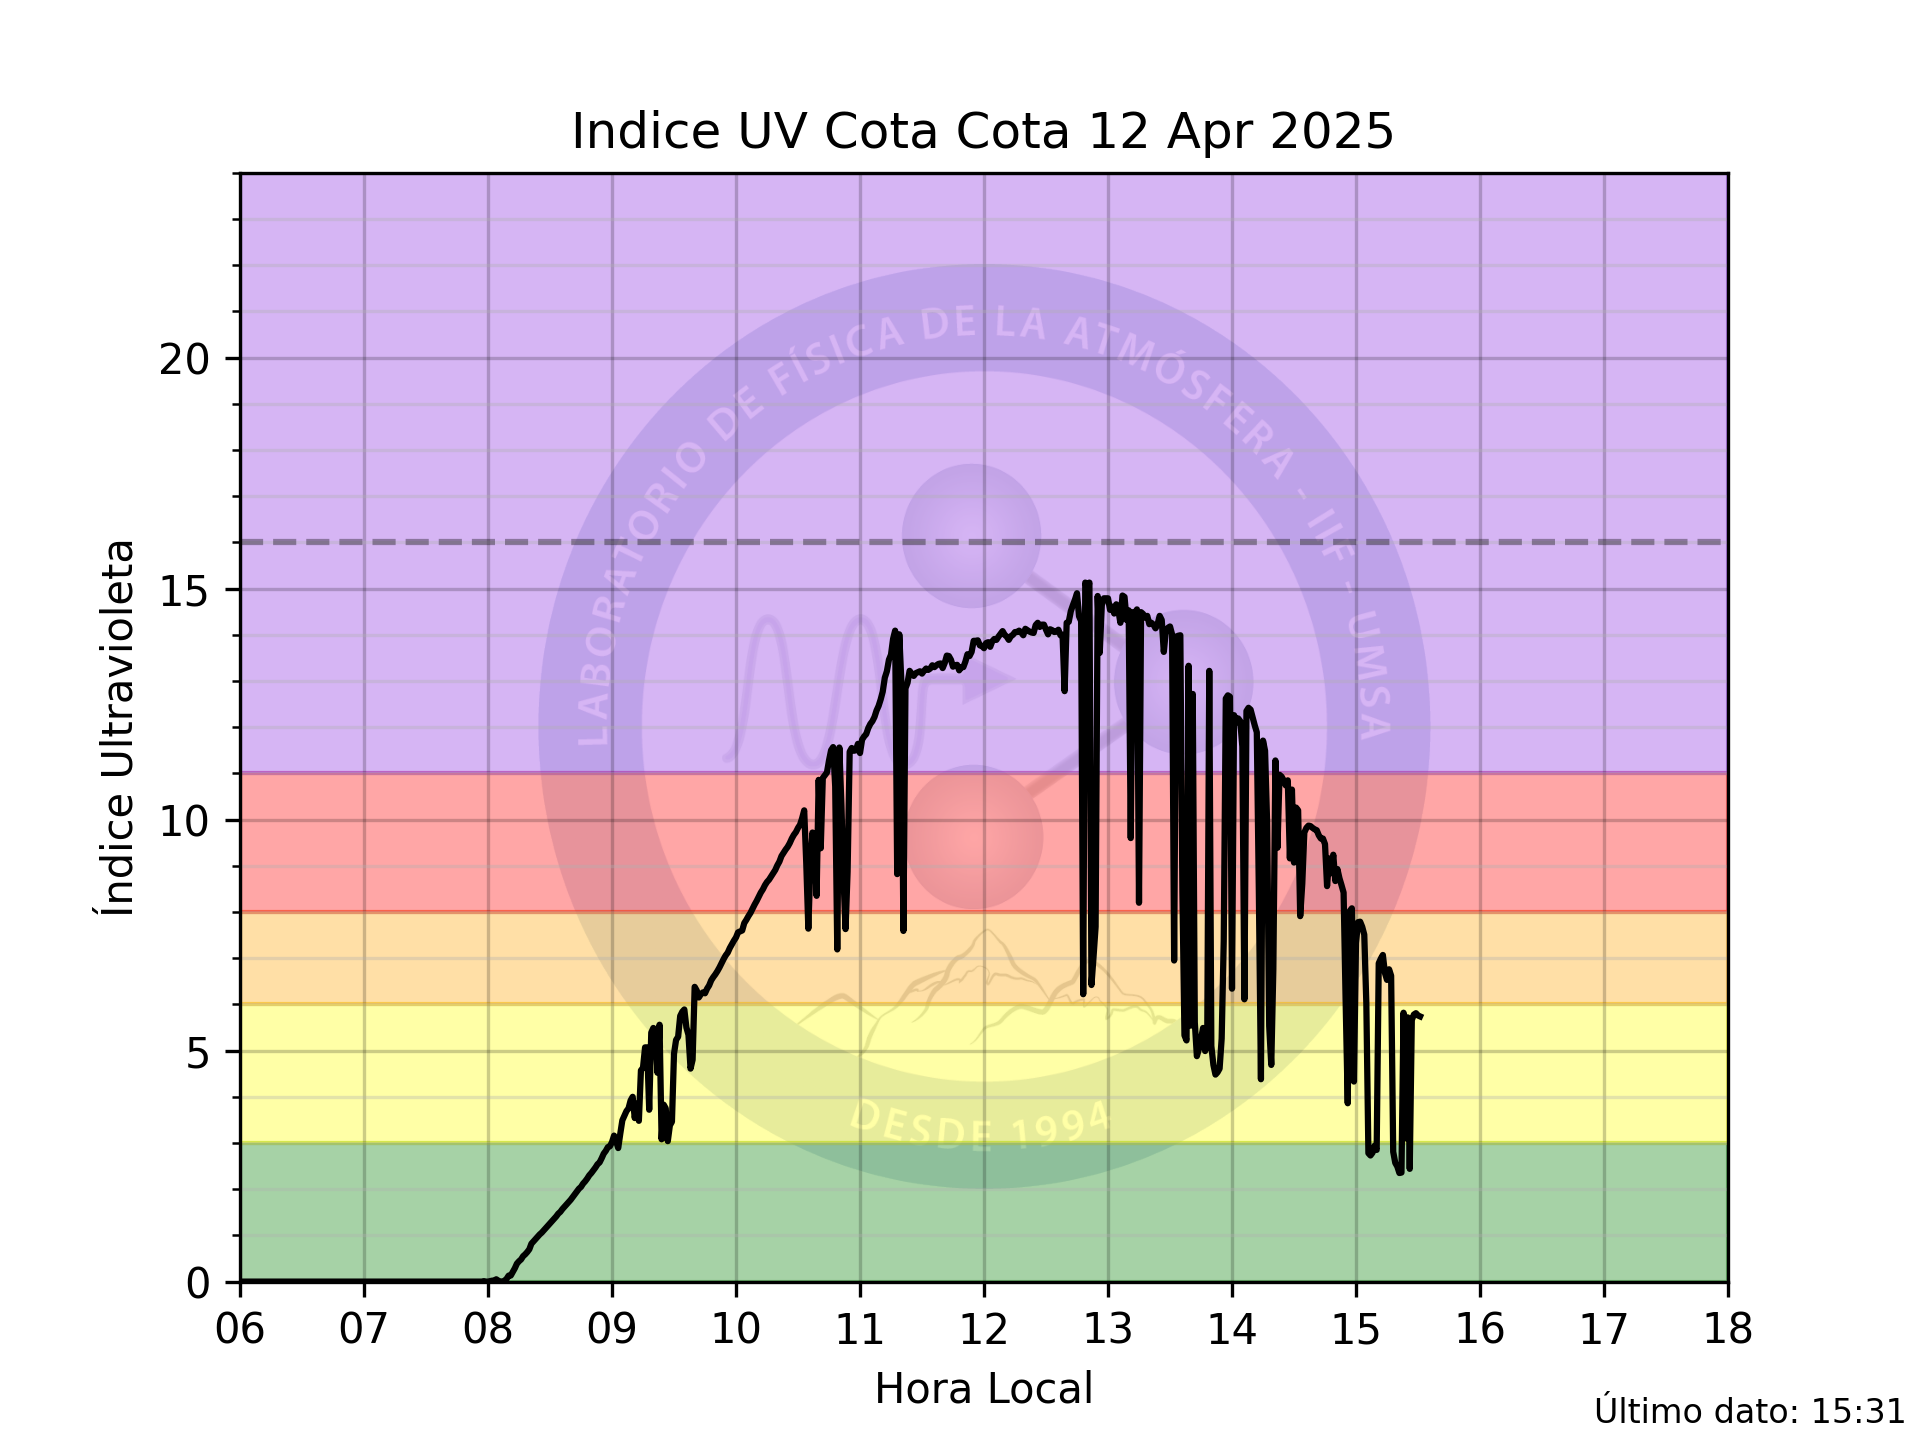 Indice UV Cota Cota 12 Apr 2025
Índice Ultravioleta
20
15
10
5
0
LABORATORIO DE FÍSICA DE LA ATMÓSFERA - IIF - UMSA
DESDE 1994
06 07 08 09 10 11 12 13 14 15 16 17 18
Hora Local
Último dato: 15:31